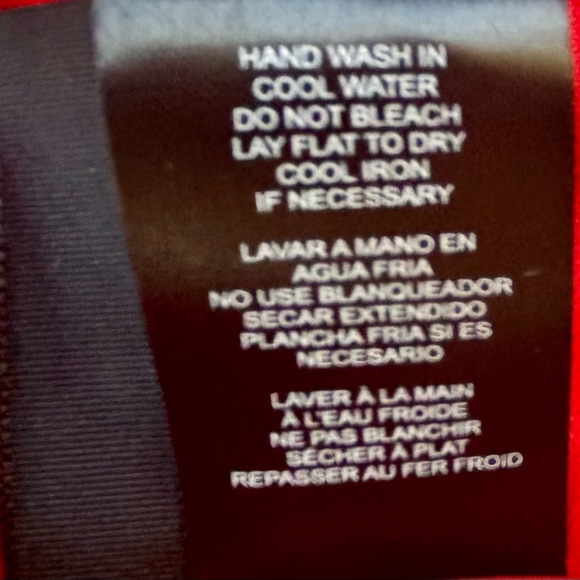 HAND WASH IN
COOL WATER
DO NOT BLEACH
LAY FLAT TO DRY
COOL IRON
IF NECESSARY
LAVAR A MANO EN
AGUA FRIA
NO USE BLANQUEADOR
SECAR EXTENDIDO
PLANCHA FRIA SI ES
NECESARIO
LAVER À LA MAIN
À L'EAU FROIDE
NE PAS BLANCHIR
SÉCHER À PLAT
REPASSER AU FER FROID